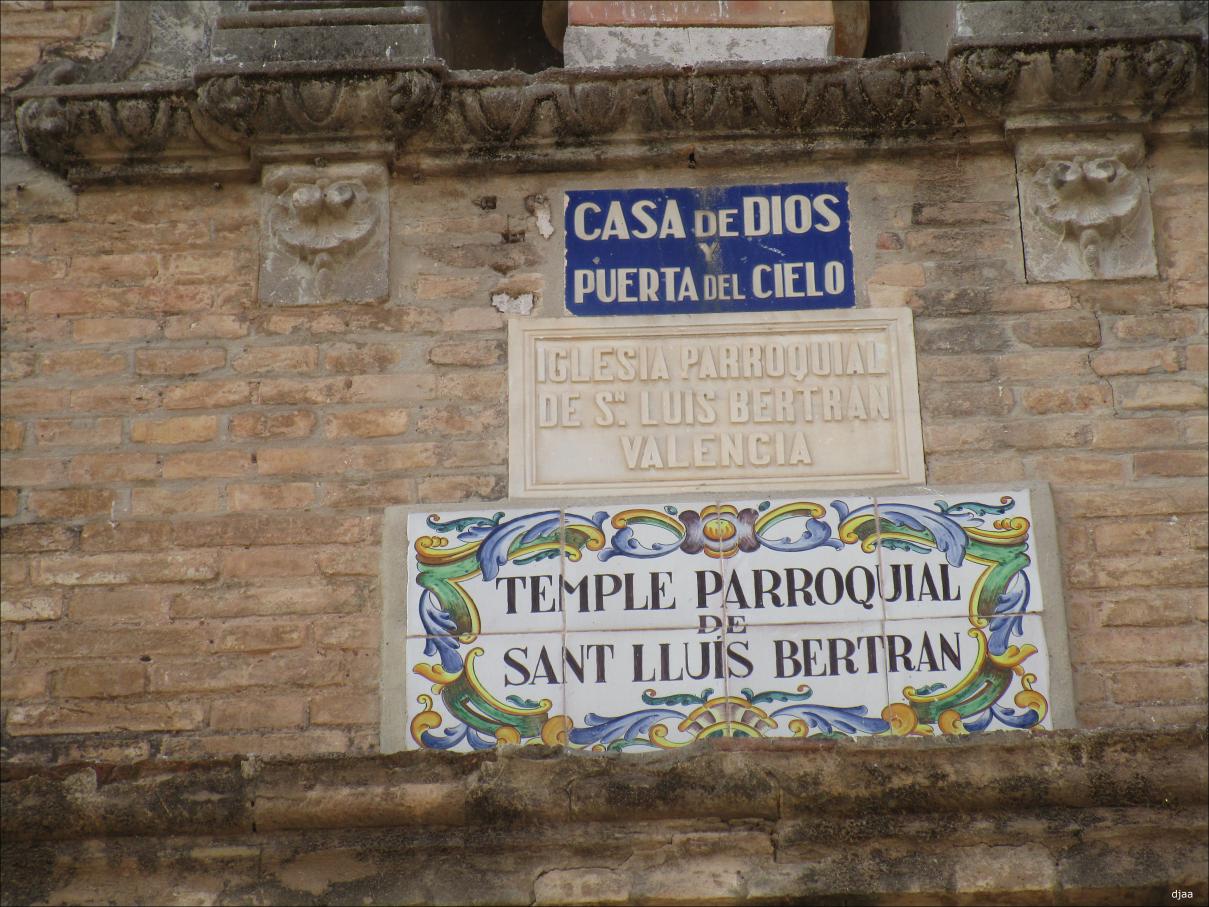 CASA DE DIOS
Y
PUERTA DEL CIELO
IGLESIA PARROQUIAL
DE Sᴺ. LUIS BERTRAN
VALENCIA
TEMPLE PARROQUIAL
DE
SANT LLUIS BERTRAN
djaa